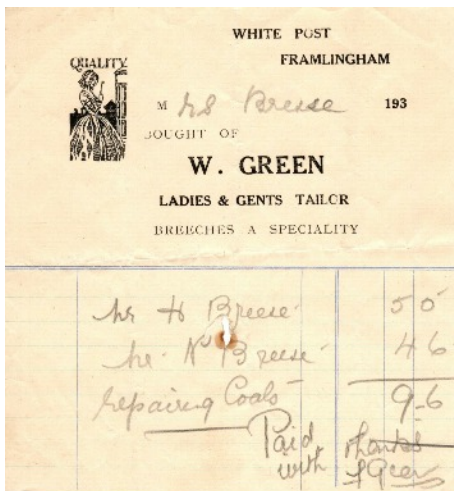 WHITE POST
FRAMLINGHAM
QUALITY.
Mrs Breese 193
BOUGHT OF
W. GREEN
LADIES & GENTS TAILOR
BREECHES A SPECIALITY
Mr H Breese 5 0
Mr N Breese 4 6
repairing Coats 9-6
Paid
with thanks